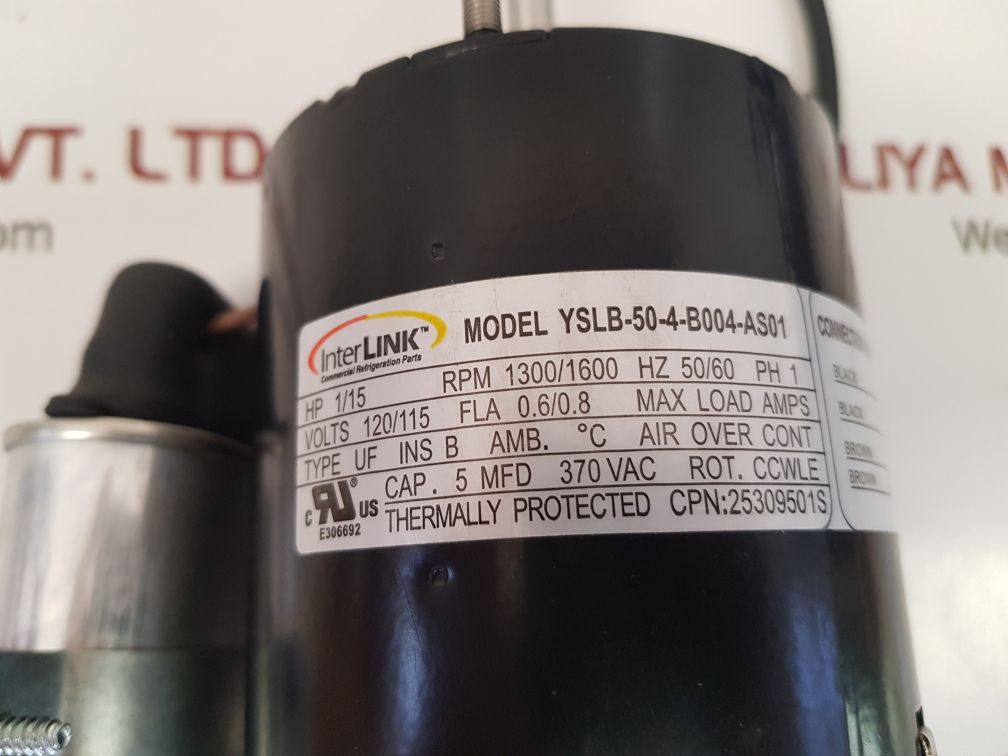 VT. LTD
om
LIYA M
We
InterLINK™
Commercial Refrigeration Parts
MODEL YSLB-50-4-B004-AS01
HP 1/15 RPM 1300/1600 HZ 50/60 PH 1
VOLTS 120/115 FLA 0.6/0.8 MAX LOAD AMPS
TYPE UF INS B AMB. °C AIR OVER CONT
CAP. 5 MFD 370 VAC ROT. CCWLE
THERMALLY PROTECTED CPN:25309501S
c RU® US
E306692
BLACK
BLACK
BROWN
BROWN